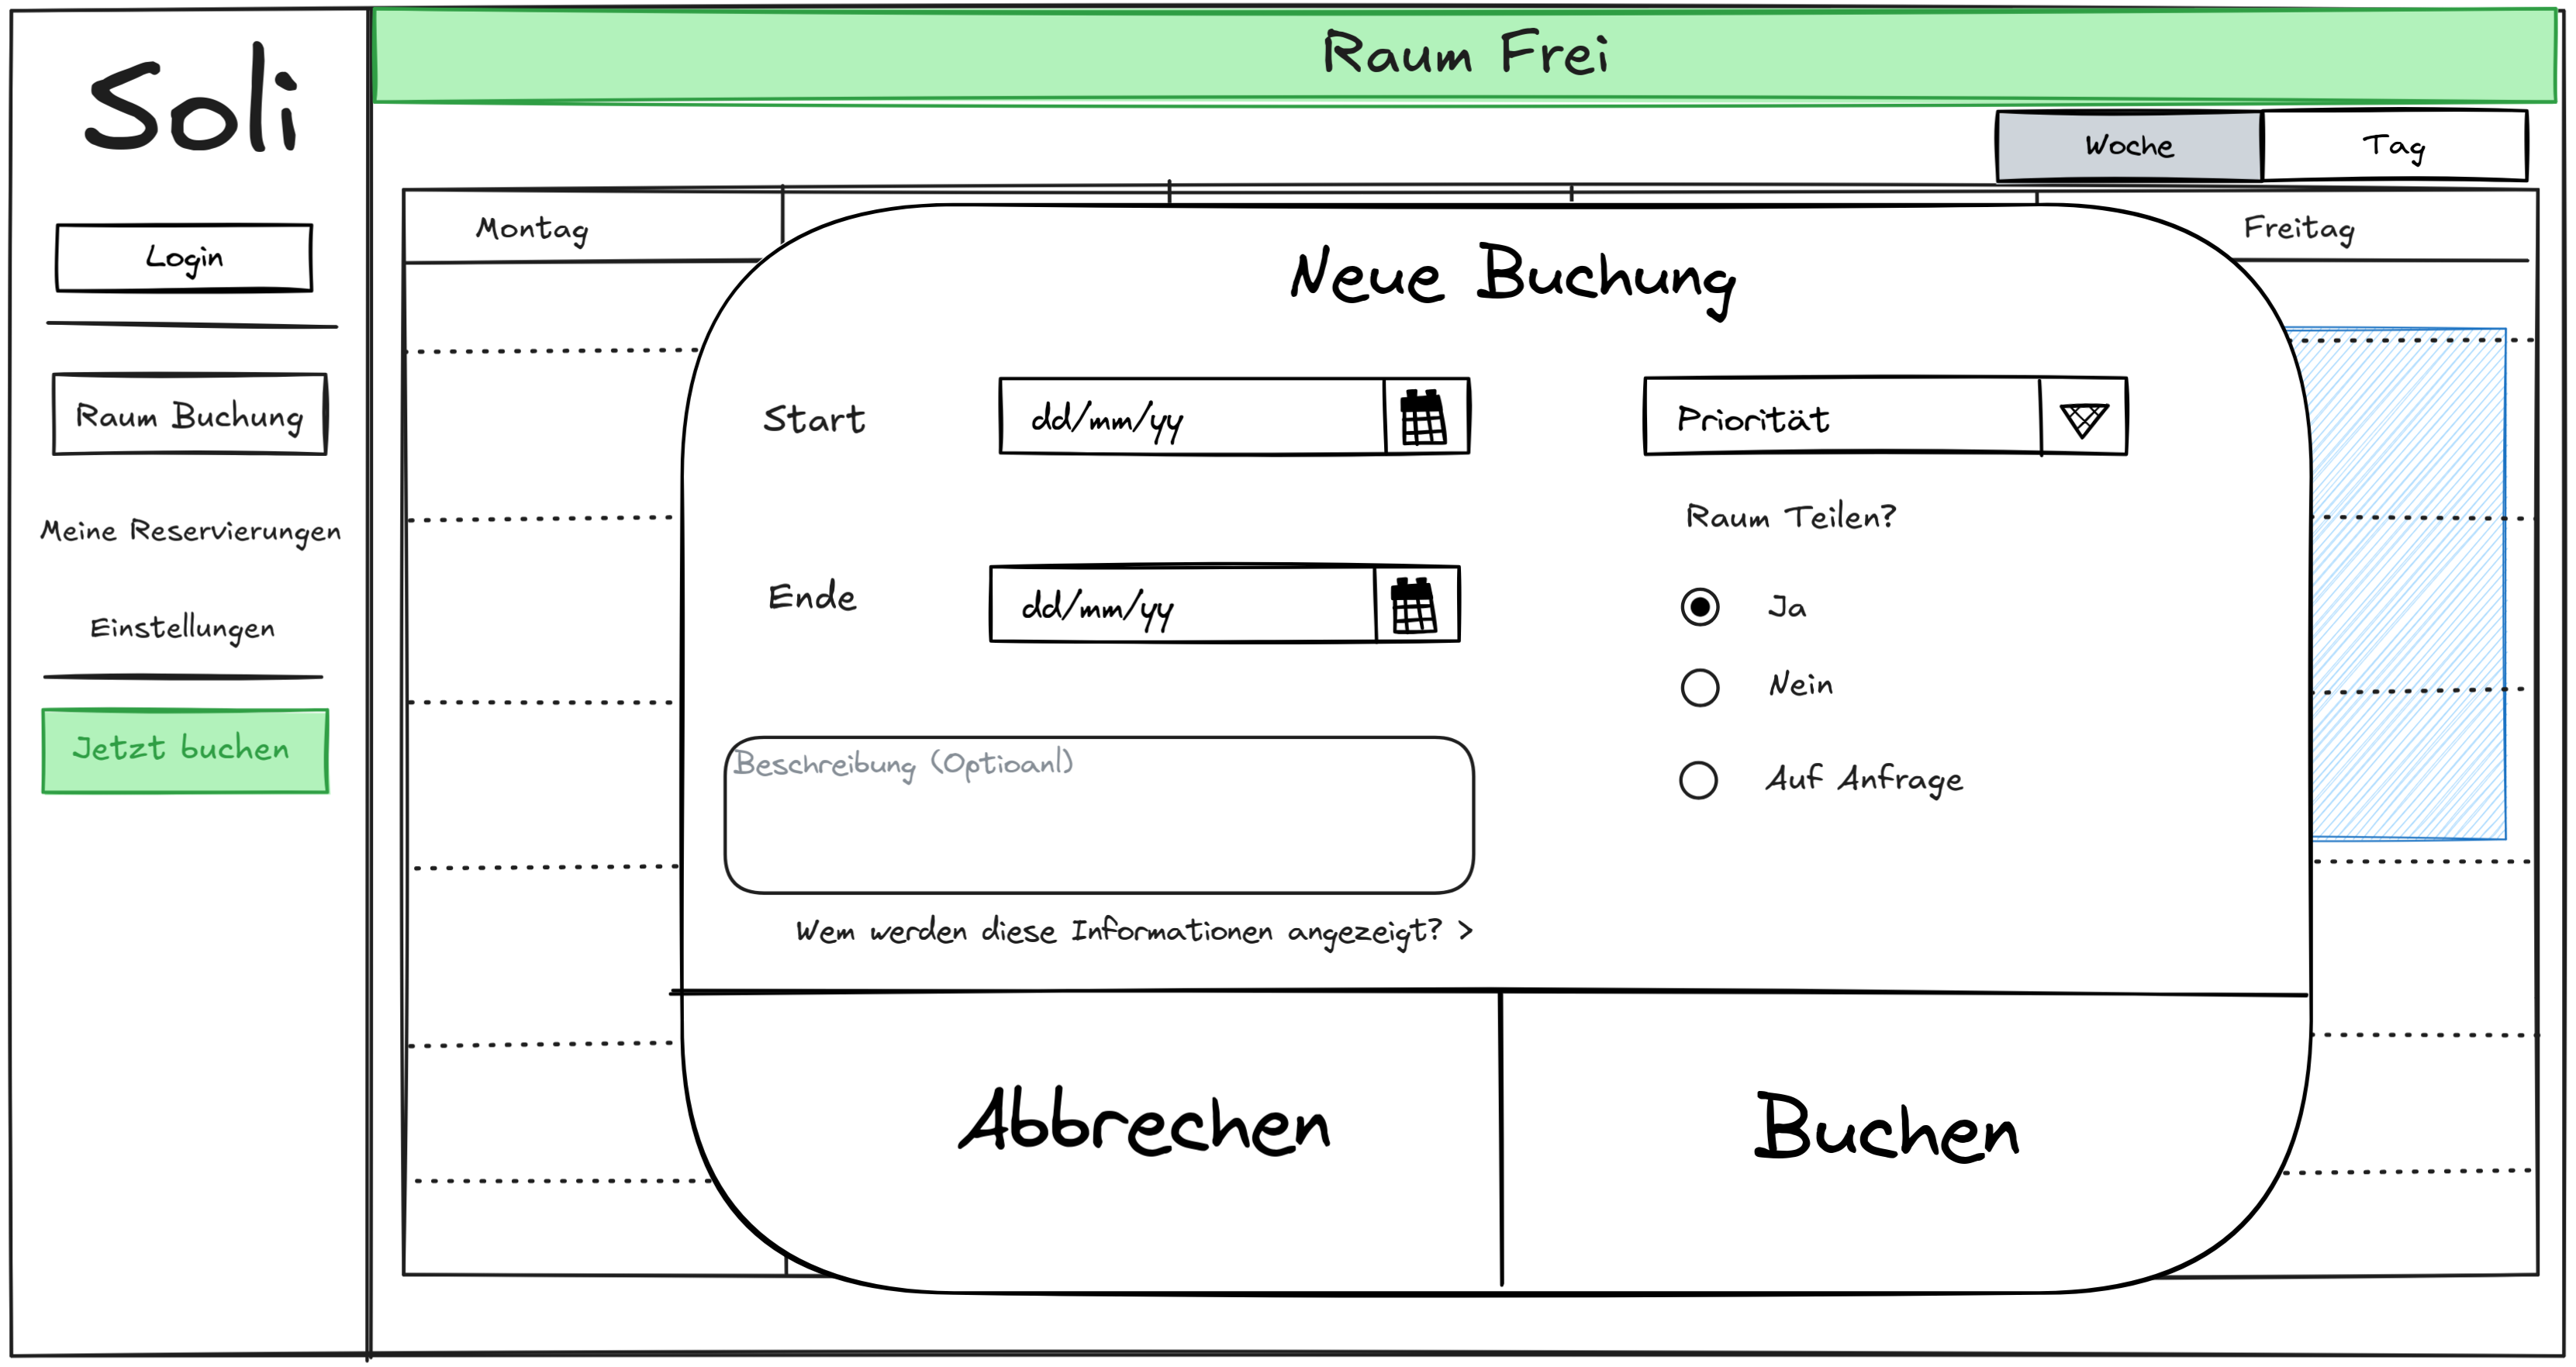 Soli
Login
Raum Buchung
Meine Reservierungen
Einstellungen
Jetzt buchen
Raum Frei
Woche
Tag
Montag
Freitag
Neue Buchung
Start
dd/mm/yy
Priorität
Raum Teilen?
Ende
dd/mm/yy
Ja
Nein
Auf Anfrage
Beschreibung (Optioanl)
Wem werden diese Informationen angezeigt? >
Abbrechen
Buchen